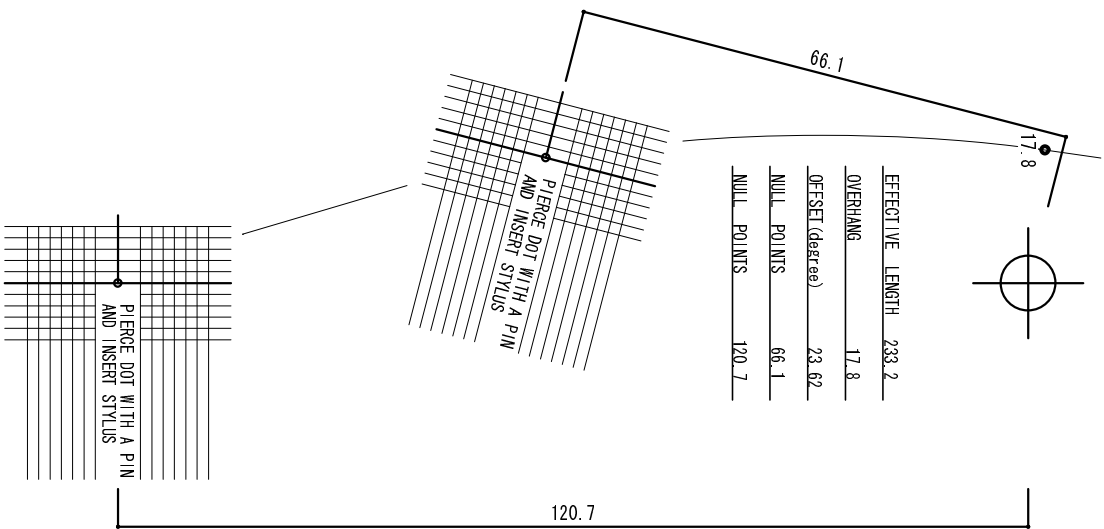 66.1
17.8
PIERCE DOT WITH A PIN
AND INSERT STYLUS
EFFECTIVE LENGTH 233.2
OVERHANG 17.8
OFFSET(degree) 23.62
NULL POINTS 66.1
NULL POINTS 120.7
PIERCE DOT WITH A PIN
AND INSERT STYLUS
120.7